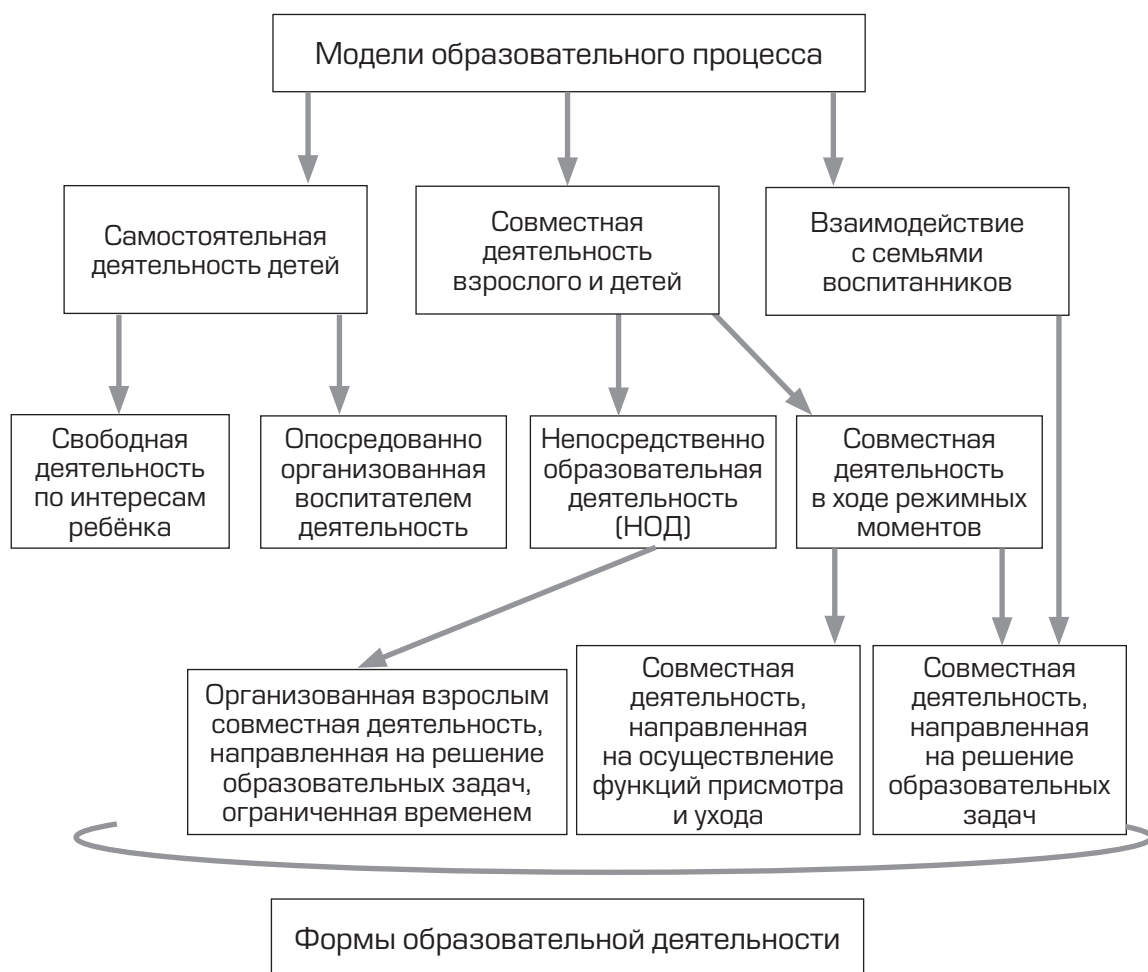 Модели образовательного процесса
Самостоятельная
деятельность детей
Совместная
деятельность
взрослого и детей
Взаимодействие
с семьями
воспитанников
Свободная
деятельность
по интересам
ребёнка
Опосредованно
организованная
воспитателем
деятельность
Непосредственно
образовательная
деятельность
(НОД)
Совместная
деятельность
в ходе режимных
моментов
Организованная взрослым
совместная деятельность,
направленная на решение
образовательных задач,
ограниченная временем
Совместная
деятельность,
направленная
на осуществление
функций присмотра
и ухода
Совместная
деятельность,
направленная
на решение
образовательных
задач
Формы образовательной деятельности